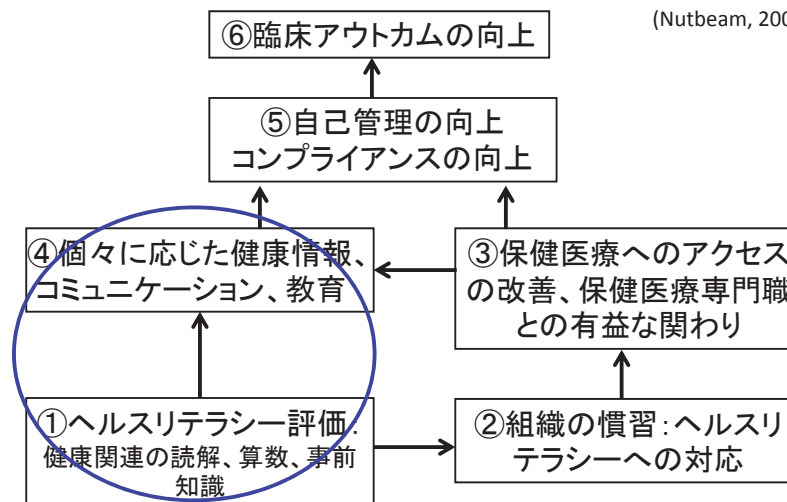 (Nutbeam, 200
⑥臨床アウトカムの向上
⑤自己管理の向上
コンプライアンスの向上
④個々に応じた健康情報、
コミュニケーション、教育
③保健医療へのアクセス
の改善、保健医療専門職
との有益な関わり
①ヘルスリテラシー評価:
健康関連の読解、算数、事前
知識
②組織の慣習:ヘルスリ
テラシーへの対応